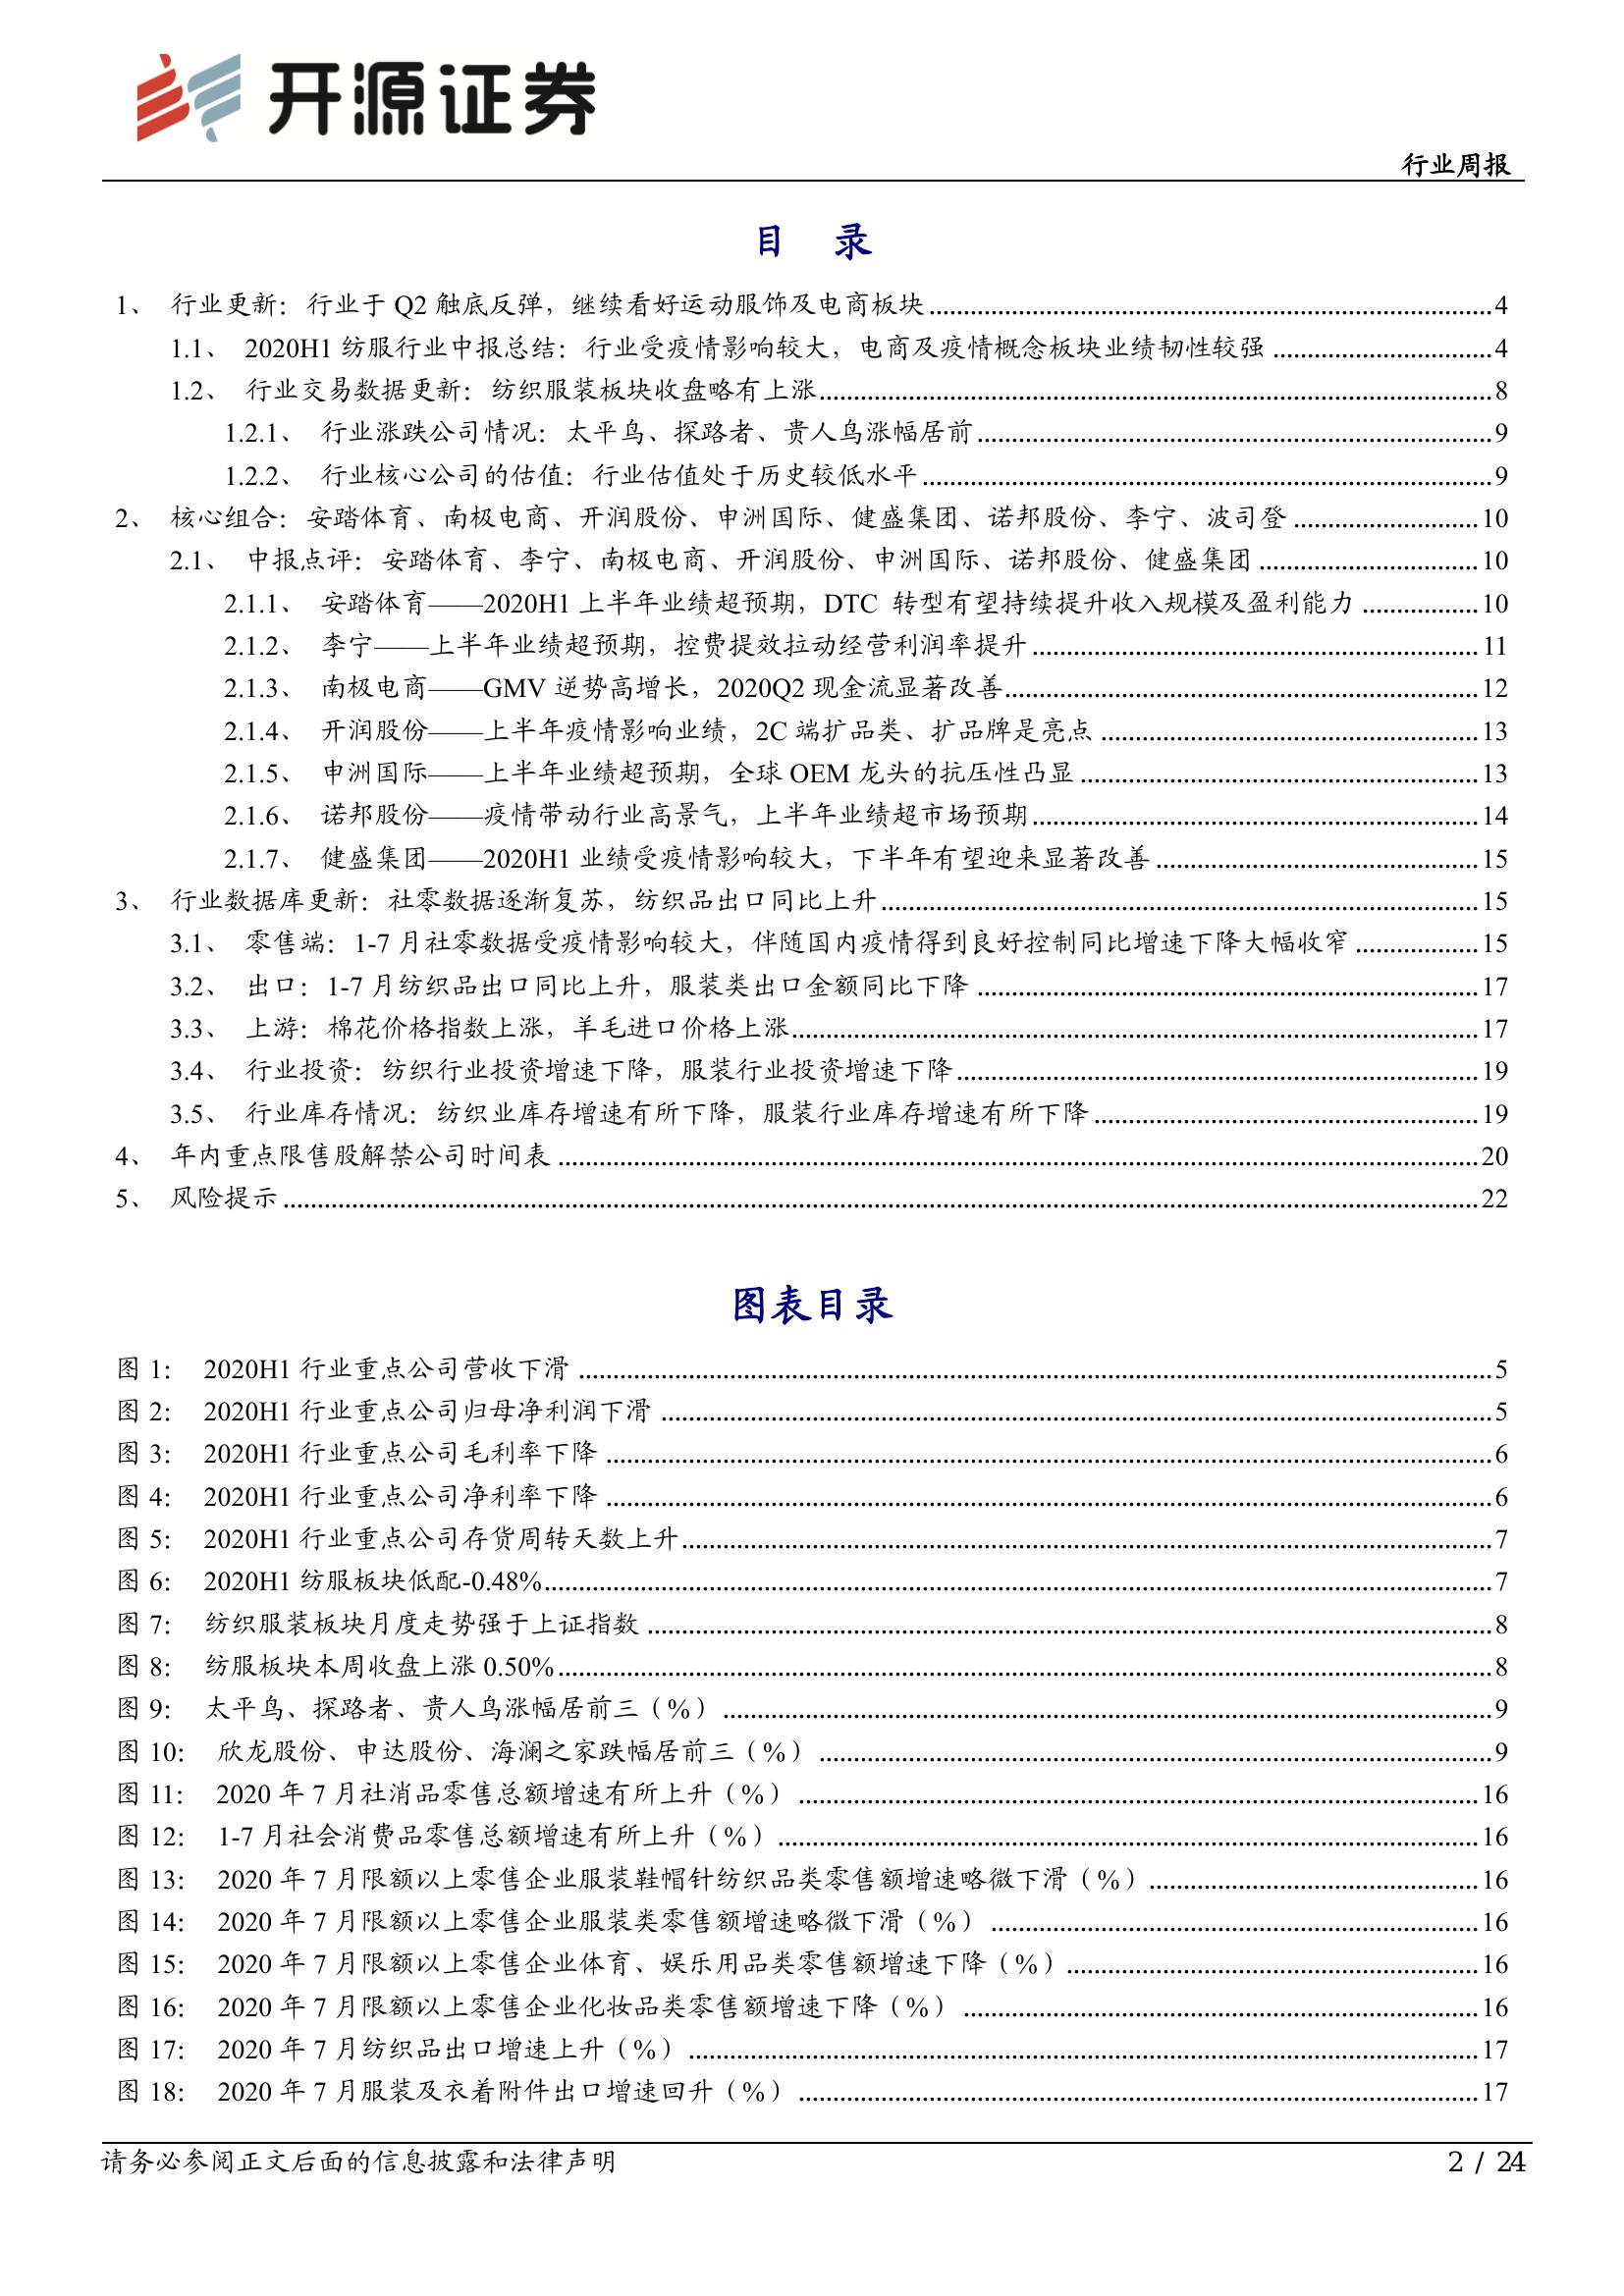 开源证券
行业周报
目 录
1、 行业更新：行业于 Q2 触底反弹，继续看好运动服饰及电商板块 4
1.1、 2020H1 纺服行业中报总结：行业受疫情影响较大，电商及疫情概念板块业绩韧性较强 4
1.2、 行业交易数据更新：纺织服装板块收盘略有上涨 8
1.2.1、 行业涨跌公司情况：太平鸟、探路者、贵人鸟涨幅居前 9
1.2.2、 行业核心公司的估值：行业估值处于历史较低水平 9
2、 核心组合：安踏体育、南极电商、开润股份、申洲国际、健盛集团、诺邦股份、李宁、波司登 10
2.1、 中报点评：安踏体育、李宁、南极电商、开润股份、申洲国际、诺邦股份、健盛集团 10
2.1.1、 安踏体育——2020H1 上半年业绩超预期，DTC 转型有望持续提升收入规模及盈利能力 10
2.1.2、 李宁——上半年业绩超预期，控费提效拉动经营利润率提升 11
2.1.3、 南极电商——GMV 逆势高增长，2020Q2 现金流显著改善 12
2.1.4、 开润股份——上半年疫情影响业绩，2C 端扩品类、扩品牌是亮点 13
2.1.5、 申洲国际——上半年业绩超预期，全球 OEM 龙头的抗压性凸显 13
2.1.6、 诺邦股份——疫情带动行业高景气，上半年业绩超市场预期 14
2.1.7、 健盛集团——2020H1 业绩受疫情影响较大，下半年有望迎来显著改善 15
3、 行业数据库更新：社零数据逐渐复苏，纺织品出口同比上升 15
3.1、 零售端：1-7 月社零数据受疫情影响较大，伴随国内疫情得到良好控制同比增速下降大幅收窄 15
3.2、 出口：1-7 月纺织品出口同比上升，服装类出口金额同比下降 17
3.3、 上游：棉花价格指数上涨，羊毛进口价格上涨 17
3.4、 行业投资：纺织行业投资增速下降，服装行业投资增速下降 19
3.5、 行业库存情况：纺织业库存增速有所下降，服装行业库存增速有所下降 19
4、 年内重点限售股解禁公司时间表 20
5、 风险提示 22
图表目录
图 1： 2020H1 行业重点公司营收下滑 5
图 2： 2020H1 行业重点公司归母净利润下滑 5
图 3： 2020H1 行业重点公司毛利率下降 6
图 4： 2020H1 行业重点公司净利率下降 6
图 5： 2020H1 行业重点公司存货周转天数上升 7
图 6： 2020H1 纺服板块低配-0.48% 7
图 7： 纺织服装板块月度走势强于上证指数 8
图 8： 纺服板块本周收盘上涨 0.50% 8
图 9： 太平鸟、探路者、贵人鸟涨幅居前三（%） 9
图 10： 欣龙股份、申达股份、海澜之家跌幅居前三（%） 9
图 11： 2020 年 7 月社消品零售总额增速有所上升（%） 16
图 12： 1-7 月社会消费品零售总额增速有所上升（%） 16
图 13： 2020 年 7 月限额以上零售企业服装鞋帽针纺织品类零售额增速略微下滑（%） 16
图 14： 2020 年 7 月限额以上零售企业服装类零售额增速略微下滑（%） 16
图 15： 2020 年 7 月限额以上零售企业体育、娱乐用品类零售额增速下降（%） 16
图 16： 2020 年 7 月限额以上零售企业化妆品类零售额增速下降（%） 16
图 17： 2020 年 7 月纺织品出口增速上升（%） 17
图 18： 2020 年 7 月服装及衣着附件出口增速回升（%） 17
请务必参阅正文后面的信息披露和法律声明
2 / 24